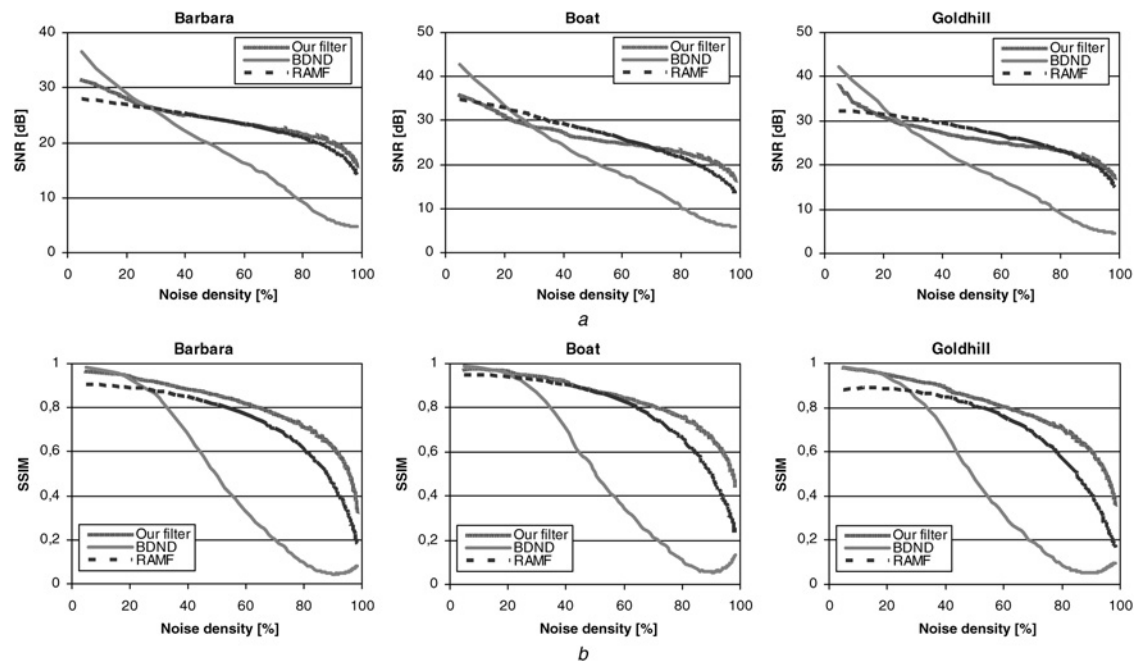 Barbara
40
30
20
10
0
SNR [dB]
0 20 40 60 80 100
Noise density [%]
Our filter
BDND
RAMF
Boat
50
40
30
20
10
0
SNR [dB]
0 20 40 60 80 100
Noise density [%]
Our filter
BDND
RAMF
Goldhill
50
40
30
20
10
0
SNR [dB]
0 20 40 60 80 100
Noise density [%]
Our filter
BDND
RAMF
a
Barbara
1
0,8
0,6
0,4
0,2
0
SSIM
0 20 40 60 80 100
Noise density [%]
Our filter
BDND
RAMF
Boat
1
0,8
0,6
0,4
0,2
0
SSIM
0 20 40 60 80 100
Noise density [%]
Our filter
BDND
RAMF
Goldhill
1
0,8
0,6
0,4
0,2
0
SSIM
0 20 40 60 80 100
Noise density [%]
Our filter
BDND
RAMF
b